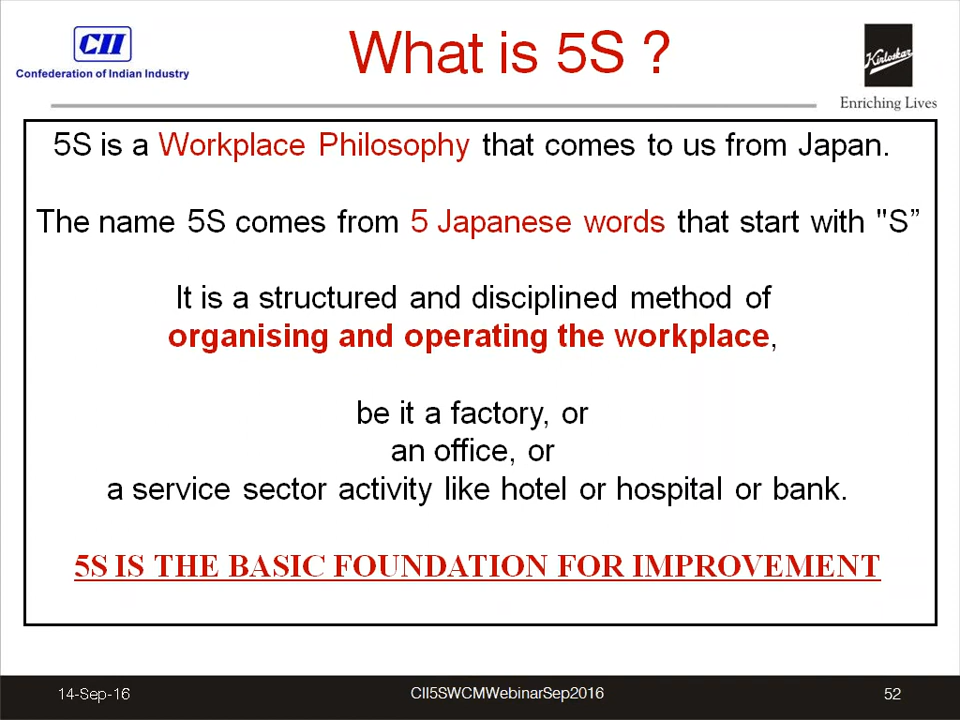 CII
Confederation of Indian Industry
What is 5S ?
Kirloskar
Enriching Lives
5S is a Workplace Philosophy that comes to us from Japan.
The name 5S comes from 5 Japanese words that start with "S”
It is a structured and disciplined method of
organising and operating the workplace,
be it a factory, or
an office, or
a service sector activity like hotel or hospital or bank.
5S IS THE BASIC FOUNDATION FOR IMPROVEMENT
14-Sep-16
CII5SWCMWebinarSep2016
52